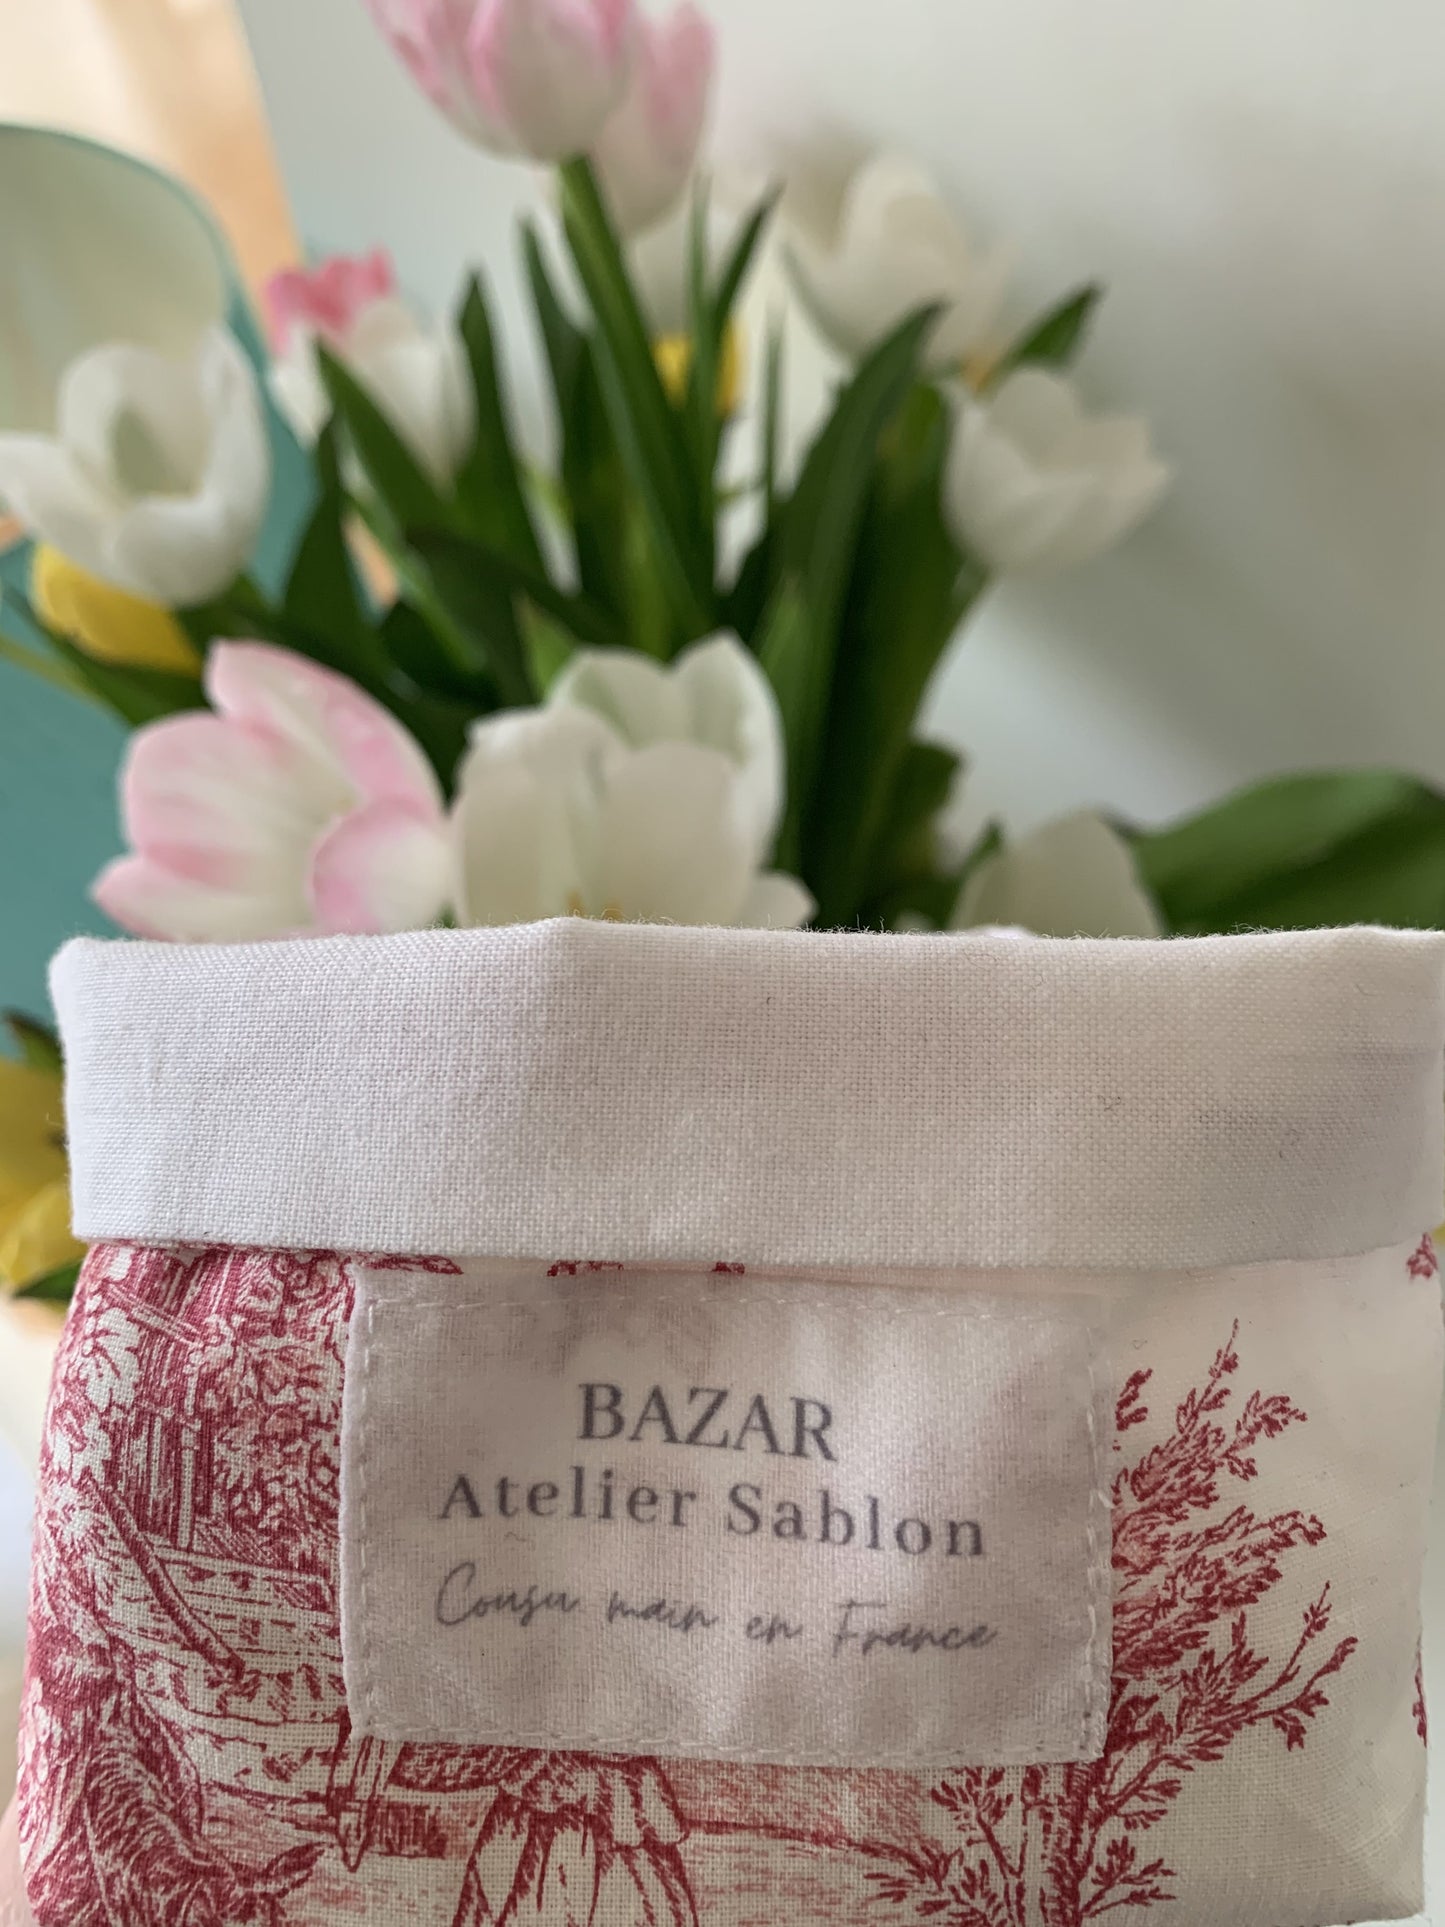 BAZAR
Atelier Sablon
Cousu main en France